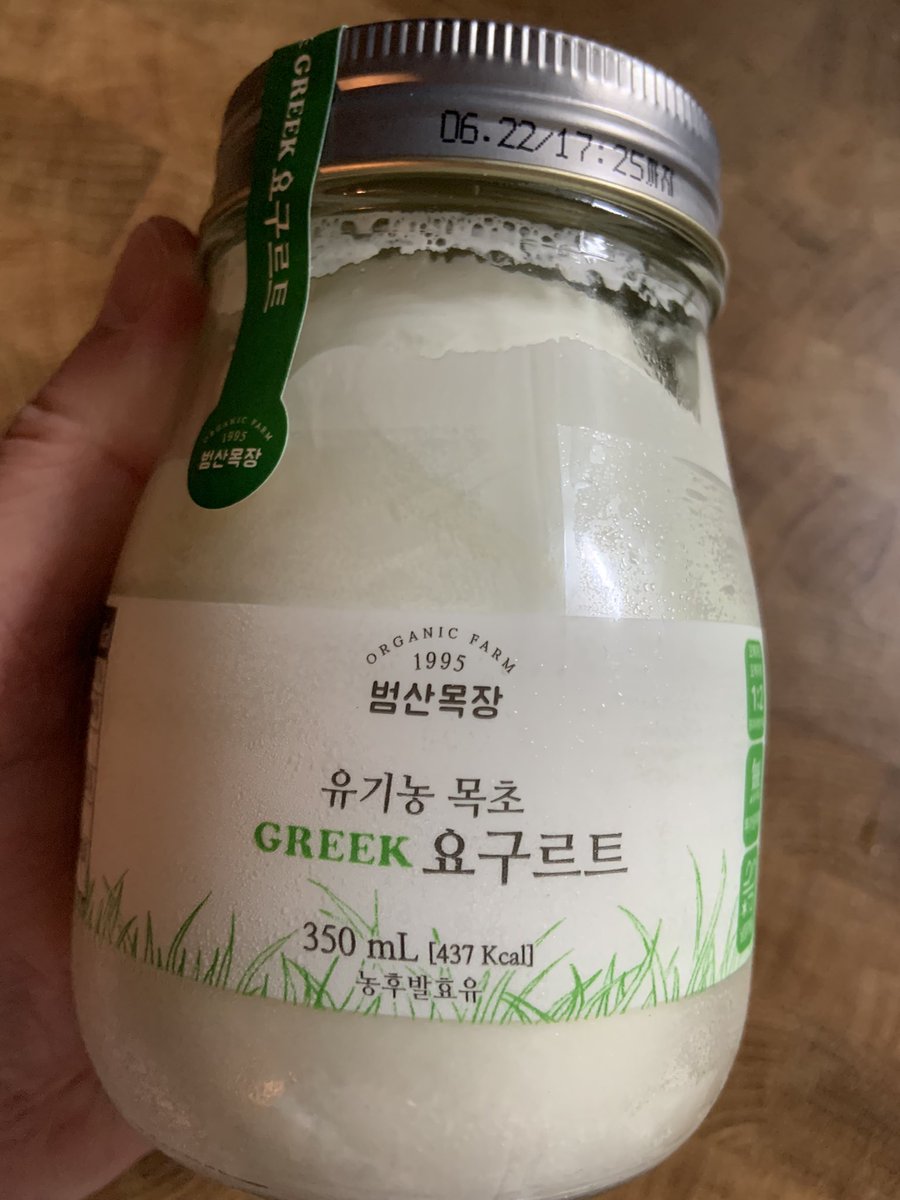 GREEK 요구르트
06.22/17:25까지
ORGANIC FARM
1995
범산목장
ORGANIC FARM
1995
범산목장
유기농 목초
GREEK 요구르트
350 mL [437 Kcal]
농후발효유
1:2